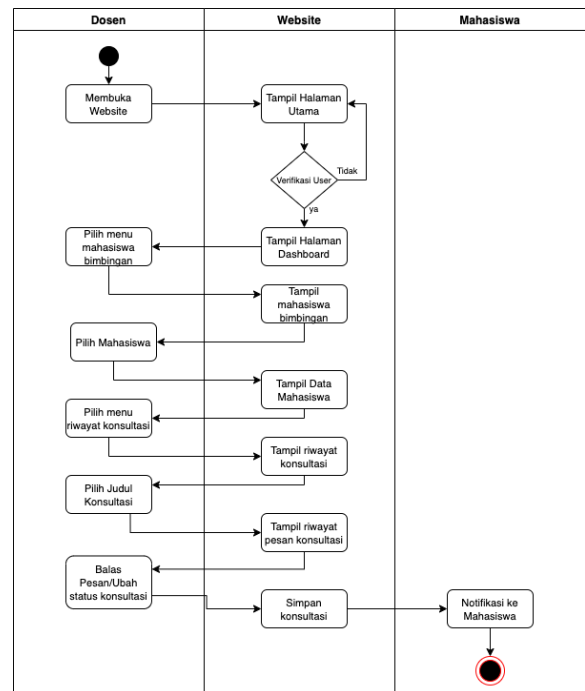 Dosen
Website
Mahasiswa
Membuka
Website
Tampil Halaman
Utama
Tidak
Verifikasi User
ya
Pilih menu
mahasiswa
bimbingan
Tampil Halaman
Dashboard
Tampil
mahasiswa
bimbingan
Pilih Mahasiswa
Tampil Data
Mahasiswa
Pilih menu
riwayat konsultasi
Tampil riwayat
konsultasi
Pilih Judul
Konsultasi
Tampil riwayat
pesan konsultasi
Balas
Pesan/Ubah
status konsultasi
Simpan
konsultasi
Notifikasi ke
Mahasiswa